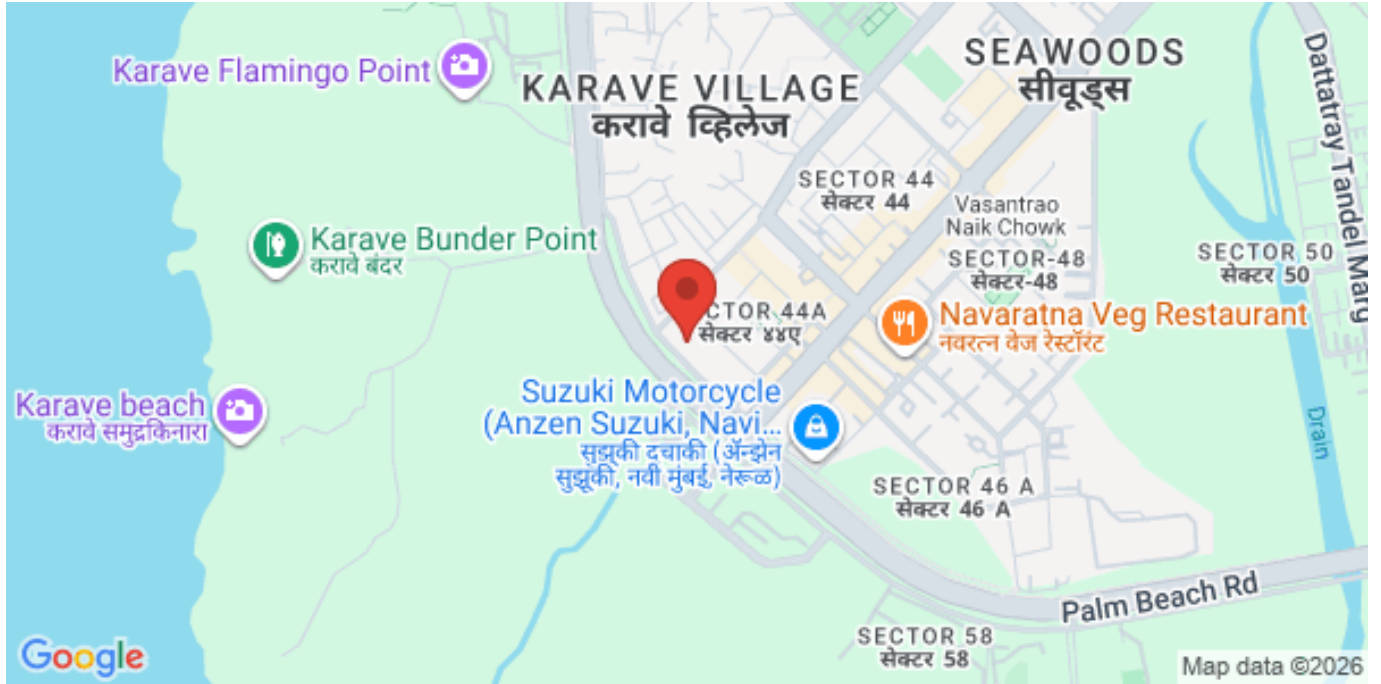 Karave Flamingo Point
KARAVE VILLAGE
करावे व्हिलेज
SEAWOODS
सीवूड्स
Dattatray Tandel Marg
SECTOR 44
सेक्टर 44
Vasantrao
Naik Chowk
Karave Bunder Point
करावे बंदर
SECTOR-48
सेक्टर-48
SECTOR 50
सेक्टर 50
CTOR 44A
सेक्टर ४४ए
Navaratna Veg Restaurant
नवरत्न वेज रेस्टॉरंट
Karave beach
करावे समुद्रकिनारा
Suzuki Motorcycle
(Anzen Suzuki, Navi...
सुझुकी दचाकी (ॲन्झेन
सुझुकी, नवी मुंबई, नेरूळ)
Drain
SECTOR 46 A
सेक्टर 46 A
Palm Beach Rd
SECTOR 58
सेक्टर 58
Google
Map data ©2026